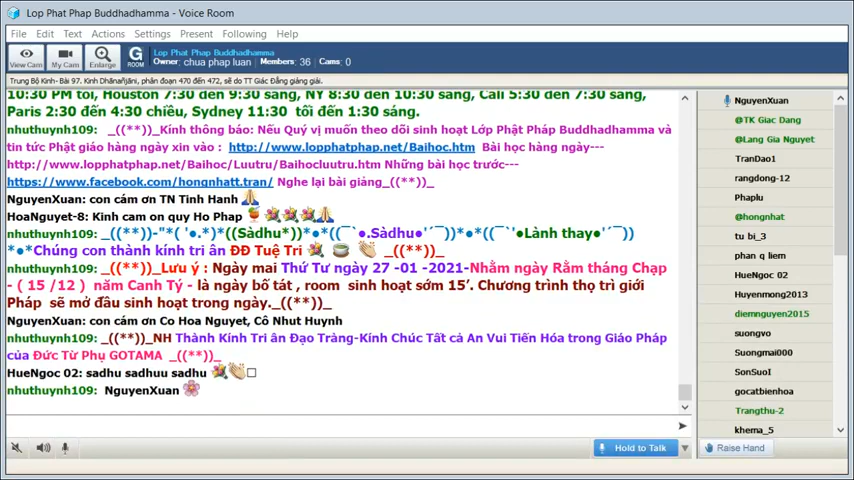 Lop Phat Phap Buddhadhamma - Voice Room
File Edit Text Actions Settings Present Following Help
View Cam My Cam Enlarge G ROOM
Lop Phat Phap Buddhadhamma
Owner: chua phap luan / Members: 36 Cams: 0
Trung Bộ Kinh- Bài 97. Kinh Dhānañjāni, phân đoạn 470 đến 472, sẽ do TT Giác Đẳng giảng giải.
10:30 PM tối, Houston 7:30 đến 9:30 sáng, NY 8:30 đến 10:30 sáng, Cali 5:30 đến 7:30 sáng,
Paris 2:30 đến 4:30 chiều, Sydney 11:30 tối đến 1:30 sáng.
nhuthuynh109: _((**))_Kính thông báo: Nếu Quý vị muốn theo dõi sinh hoạt Lớp Phật Pháp Buddhadhamma và
tin tức Phật giáo hàng ngày xin vào : http://www.lopphatphap.net/Baihoc.htm Bài học hàng ngày---
http://www.lopphatphap.net/Baihoc/Luutru/Baihocluutru.htm Những bài học trước---
https://www.facebook.com/hongnhatt.tran/ Nghe lại bài giảng_((**))_
NguyenXuan: con cám ơn TN Tinh Hanh 🙏
HoaNguyet-8: Kinh cam on quy Ho Phap 🍹 💐 💐 💐 🙏
nhuthuynh109: _((**))-"*( '●.*)*((Sàdhu*))*●*((¯`●.Sàdhu●'´¯))*●*((¯`'●Lành thay●'´¯))
*●*Chúng con thành kính tri ân ĐĐ Tuệ Tri 💐 👏 _((**))_
nhuthuynh109: _((**))_Lưu ý : Ngày mai Thứ Tư ngày 27 -01 -2021-Nhằm ngày Rằm tháng Chạp
- ( 15 /12 ) năm Canh Tý - là ngày bố tát , room sinh hoạt sớm 15'. Chương trình thọ trì giới
Pháp sẽ mở đầu sinh hoạt trong ngày._((**))_
NguyenXuan: con cám ơn Co Hoa Nguyet, Cô Nhut Huynh
nhuthuynh109: _((**))_NH Thành Kính Tri ân Đạo Tràng-Kính Chúc Tất cả An Vui Tiến Hóa trong Giáo Pháp
của Đức Từ Phụ GOTAMA _((**))_
HueNgoc 02: sadhu sadhuu sadhu 💐👏□
nhuthuynh109: NguyenXuan 🌸
Hold to Talk
NguyenXuan
@TK Giac Dang
@Lang Gia Nguyet
TranDao1
rangdong-12
Phaplu
@hongnhat
tu bi_3
phan q liem
HueNgoc 02
Huyenmong2013
diemnguyen2015
suongvo
Suongmai000
SonSuoI
gocatbienhoa
Trangthu-2
khema_5
Raise Hand